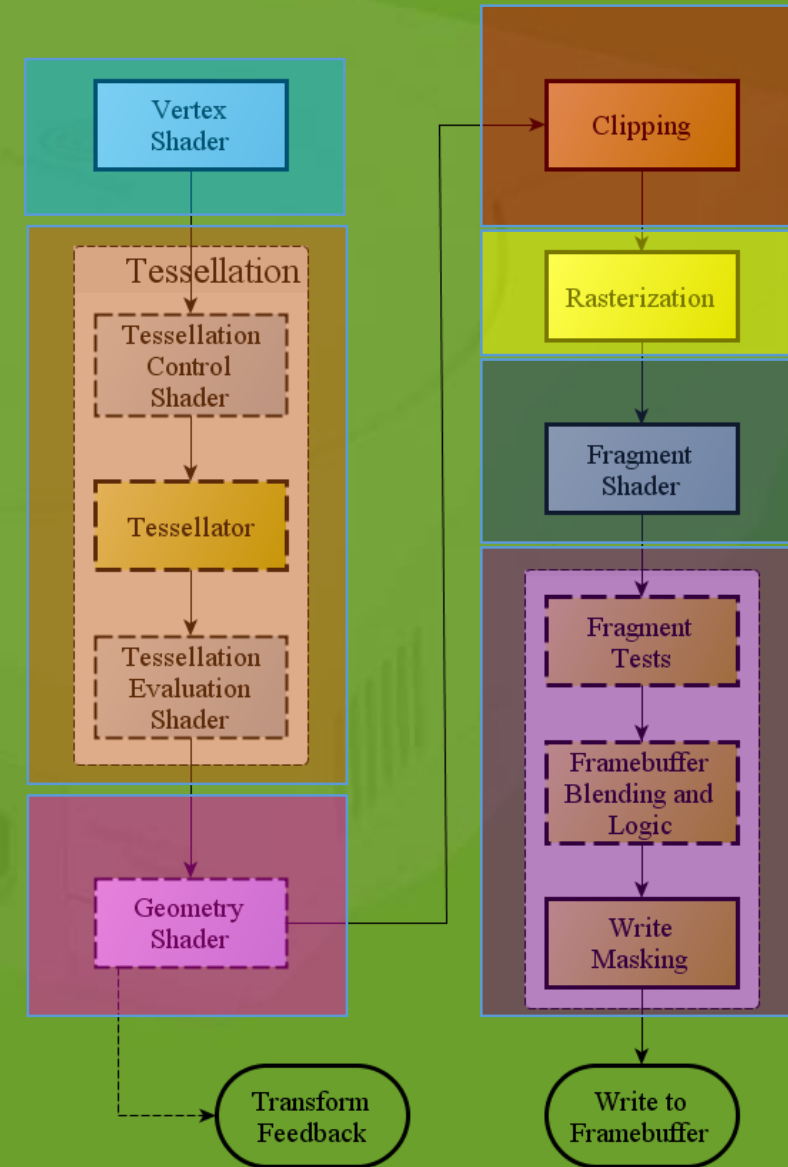 Vertex
Shader
Tessellation
Tessellation
Control
Shader
Tessellator
Tessellation
Evaluation
Shader
Geometry
Shader
Transform
Feedback
Clipping
Rasterization
Fragment
Shader
Fragment
Tests
Framebuffer
Blending and
Logic
Write
Masking
Write to
Framebuffer